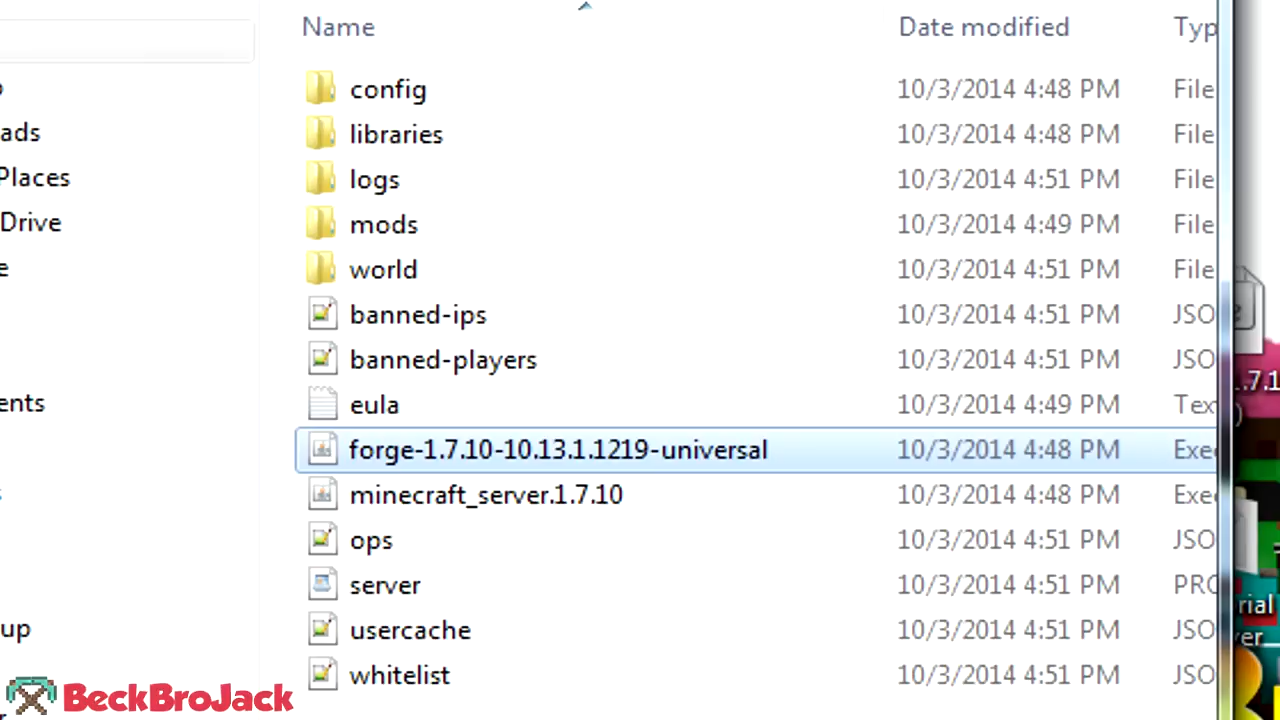 Name Date modified Typ
config 10/3/2014 4:48 PM File
ads libraries 10/3/2014 4:48 PM File
Places logs 10/3/2014 4:51 PM File
Drive mods 10/3/2014 4:49 PM File
e world 10/3/2014 4:51 PM File
banned-ips 10/3/2014 4:51 PM JSO
banned-players 10/3/2014 4:51 PM JSO
.7.1
ents eula 10/3/2014 4:49 PM Tex )
forge-1.7.10-10.13.1.1219-universal 10/3/2014 4:48 PM Exec
minecraft_server.1.7.10 10/3/2014 4:48 PM Exec
ops 10/3/2014 4:51 PM JSO
server 10/3/2014 4:51 PM PRO
rial
up usercache 10/3/2014 4:51 PM JSO
ver
whitelist 10/3/2014 4:51 PM JSO
BeckBroJack